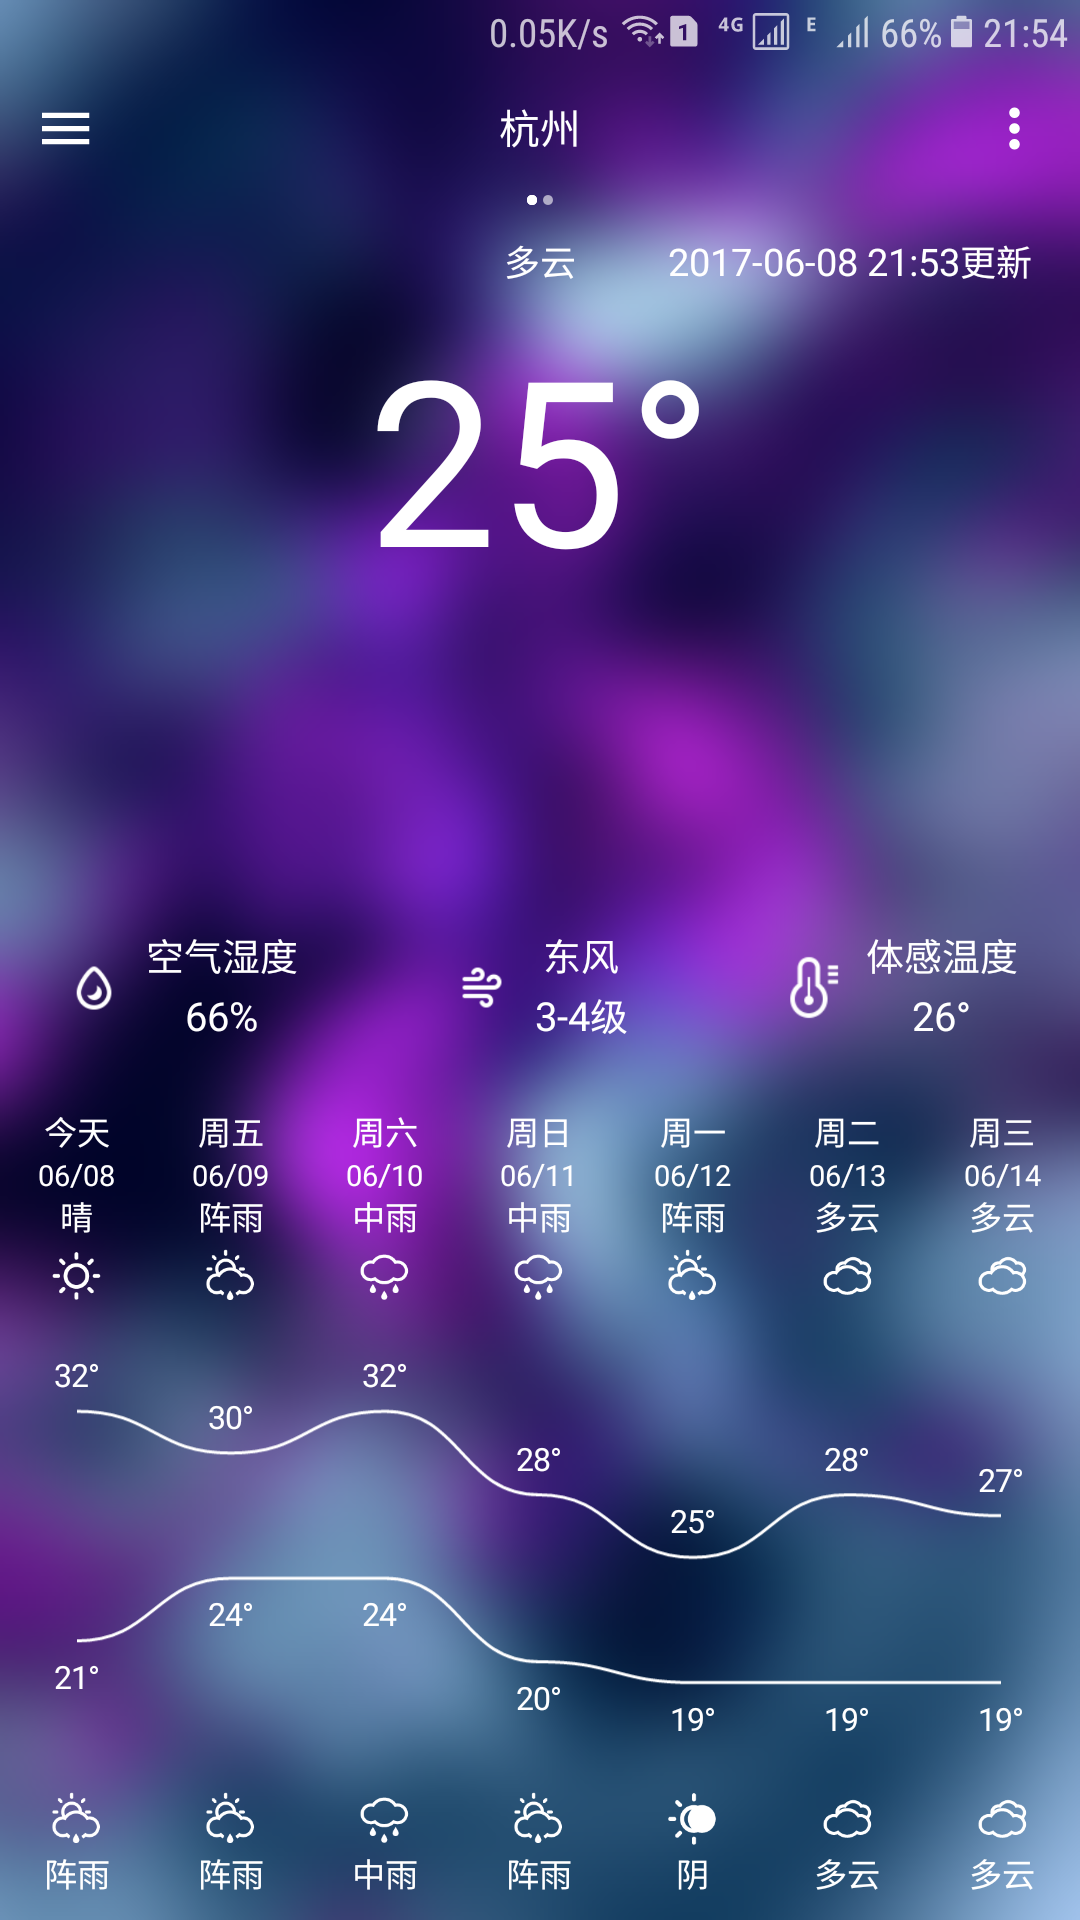 0.05K/s 1 4G E 66% 21:54
杭州
多云 2017-06-08 21:53更新
25°
空气湿度 东风 体感温度
66% 3-4级 26°
今天 周五 周六 周日 周一 周二 周三
06/08 06/09 06/10 06/11 06/12 06/13 06/14
晴 阵雨 中雨 中雨 阵雨 多云 多云
32° 30° 32° 28° 25° 28° 27°
21° 24° 24° 20° 19° 19° 19°
阵雨 阵雨 中雨 阵雨 阴 多云 多云